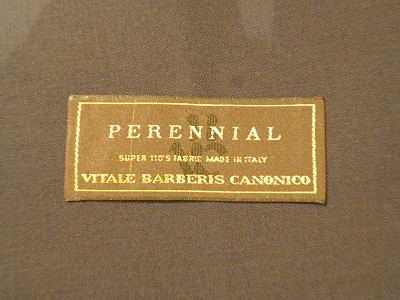 PERENNIAL
SUPER 110'S FABRIC MADE IN ITALY
VITALE BARBERIS CANONICO